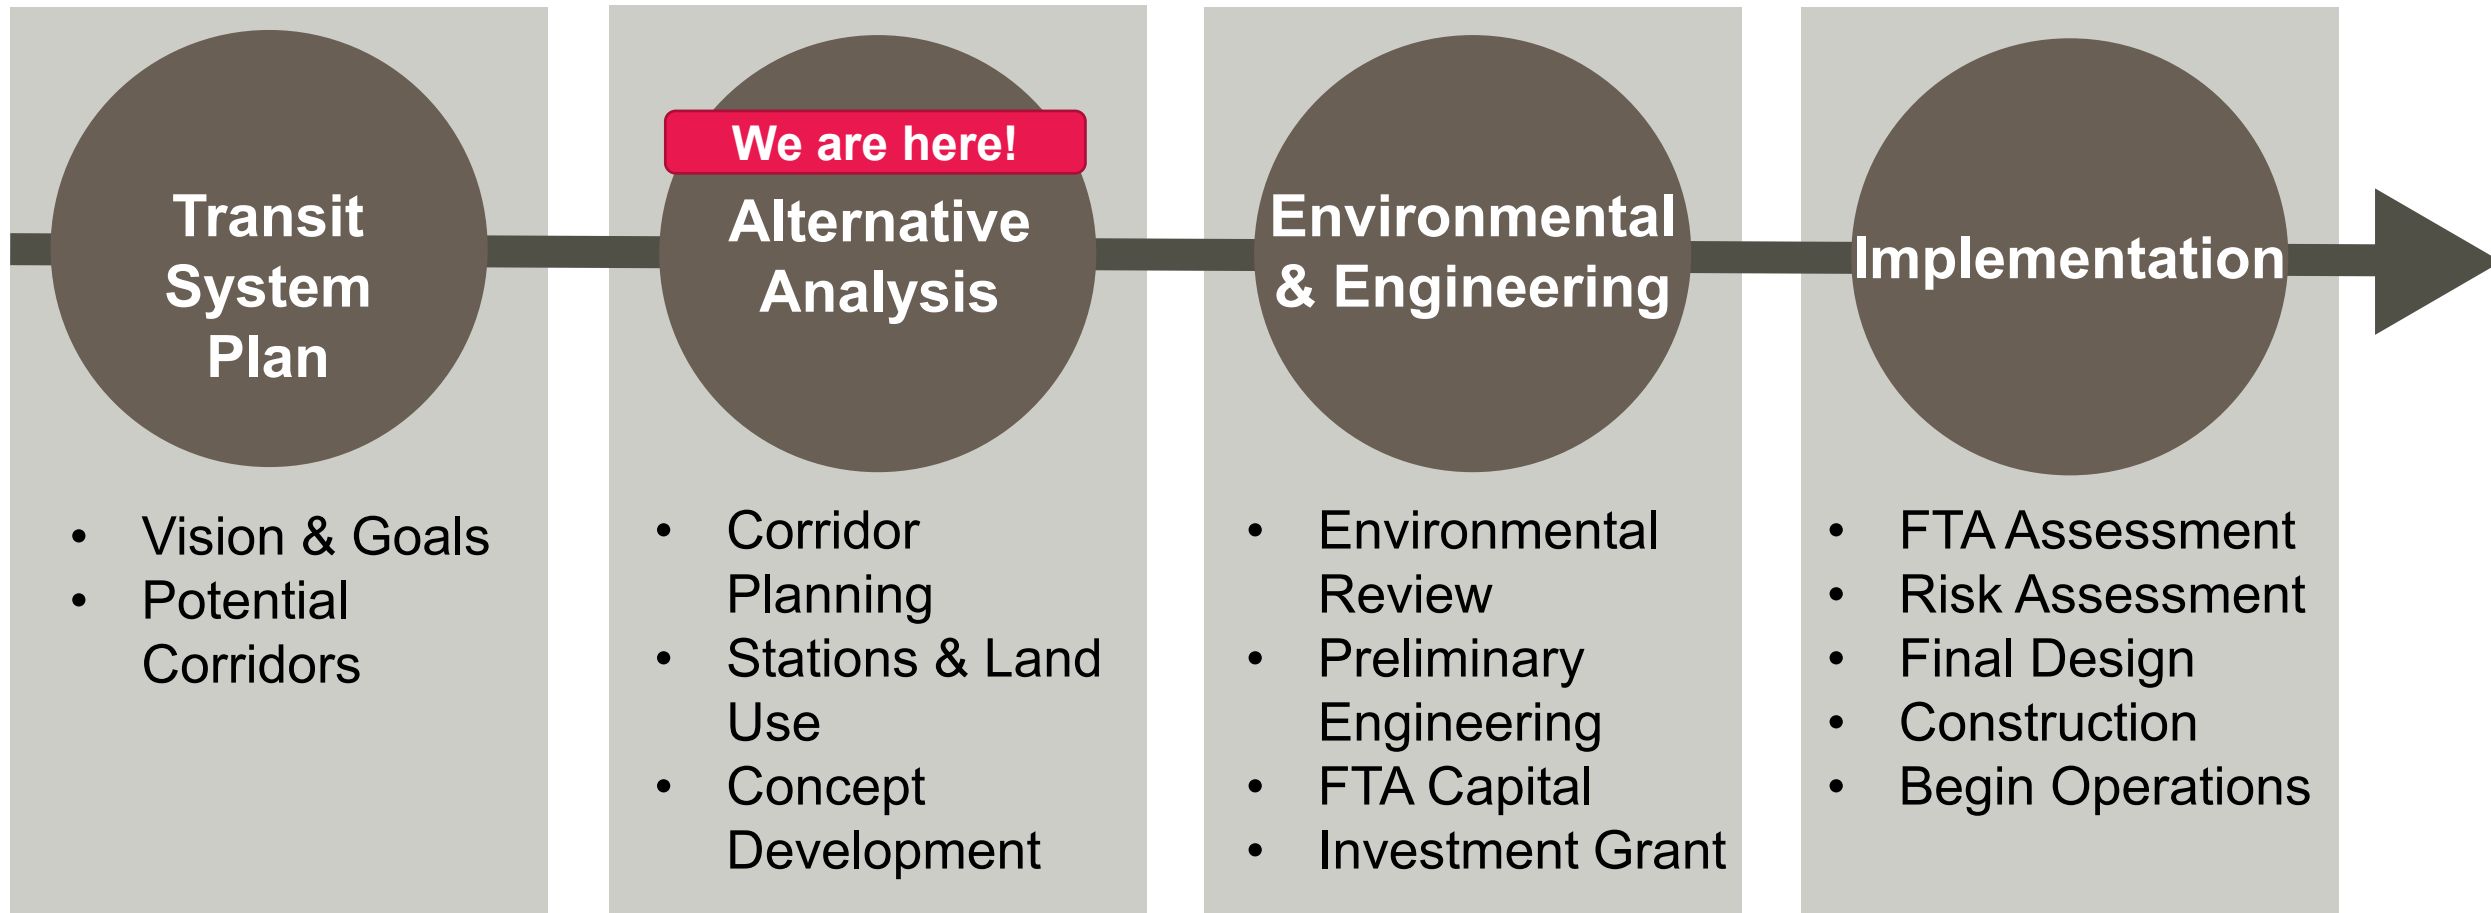 Transit
System
Plan
• Vision & Goals
• Potential
Corridors
We are here!
Alternative
Analysis
• Corridor
Planning
• Stations & Land
Use
• Concept
Development
Environmental
& Engineering
• Environmental
Review
• Preliminary
Engineering
• FTA Capital
• Investment Grant
Implementation
• FTA Assessment
• Risk Assessment
• Final Design
• Construction
• Begin Operations